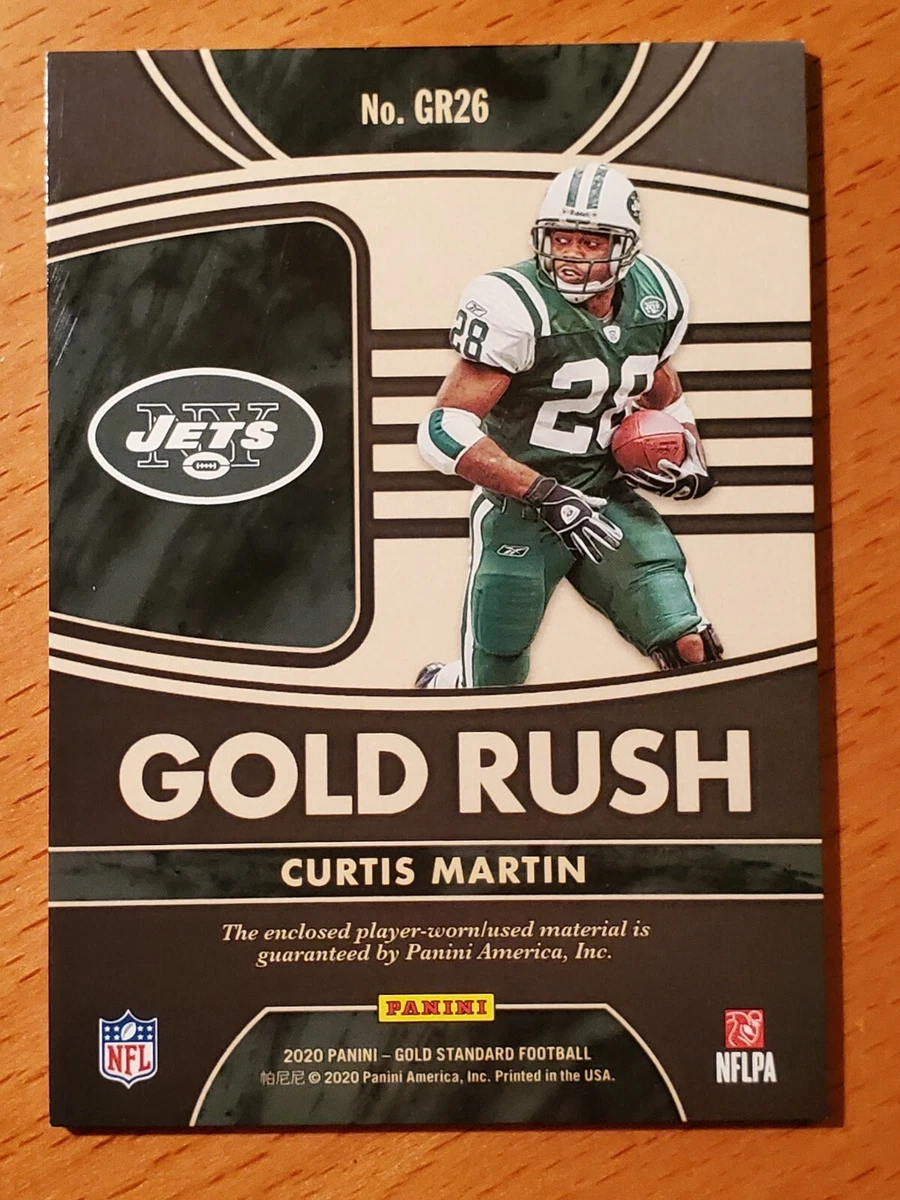 No. GR26
NY
JETS
28
28
GOLD RUSH
CURTIS MARTIN
The enclosed player-worn/used material is
guaranteed by Panini America, Inc.
PANINI
NFL
NFLPA
2020 PANINI – GOLD STANDARD FOOTBALL
帕尼尼 © 2020 Panini America, Inc. Printed in the USA.